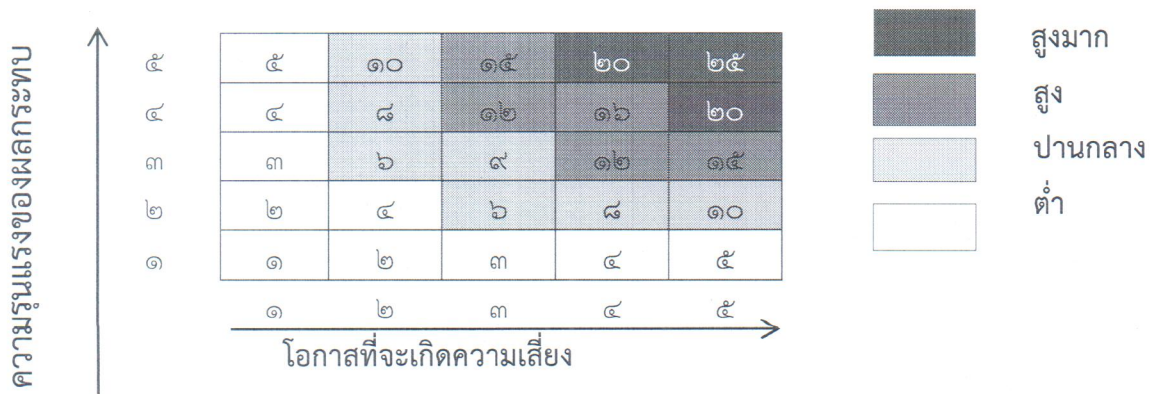 ความรุนแรงของผลกระทบ
๕ ๕ ๑๐ ๑๕ ๒๐ ๒๕
๔ ๔ ๘ ๑๒ ๑๖ ๒๐
๓ ๓ ๖ ๙ ๑๒ ๑๕
๒ ๒ ๔ ๖ ๘ ๑๐
๑ ๑ ๒ ๓ ๔ ๕
๑ ๒ ๓ ๔ ๕
โอกาสที่จะเกิดความเสี่ยง
สูงมาก
สูง
ปานกลาง
ต่ำ